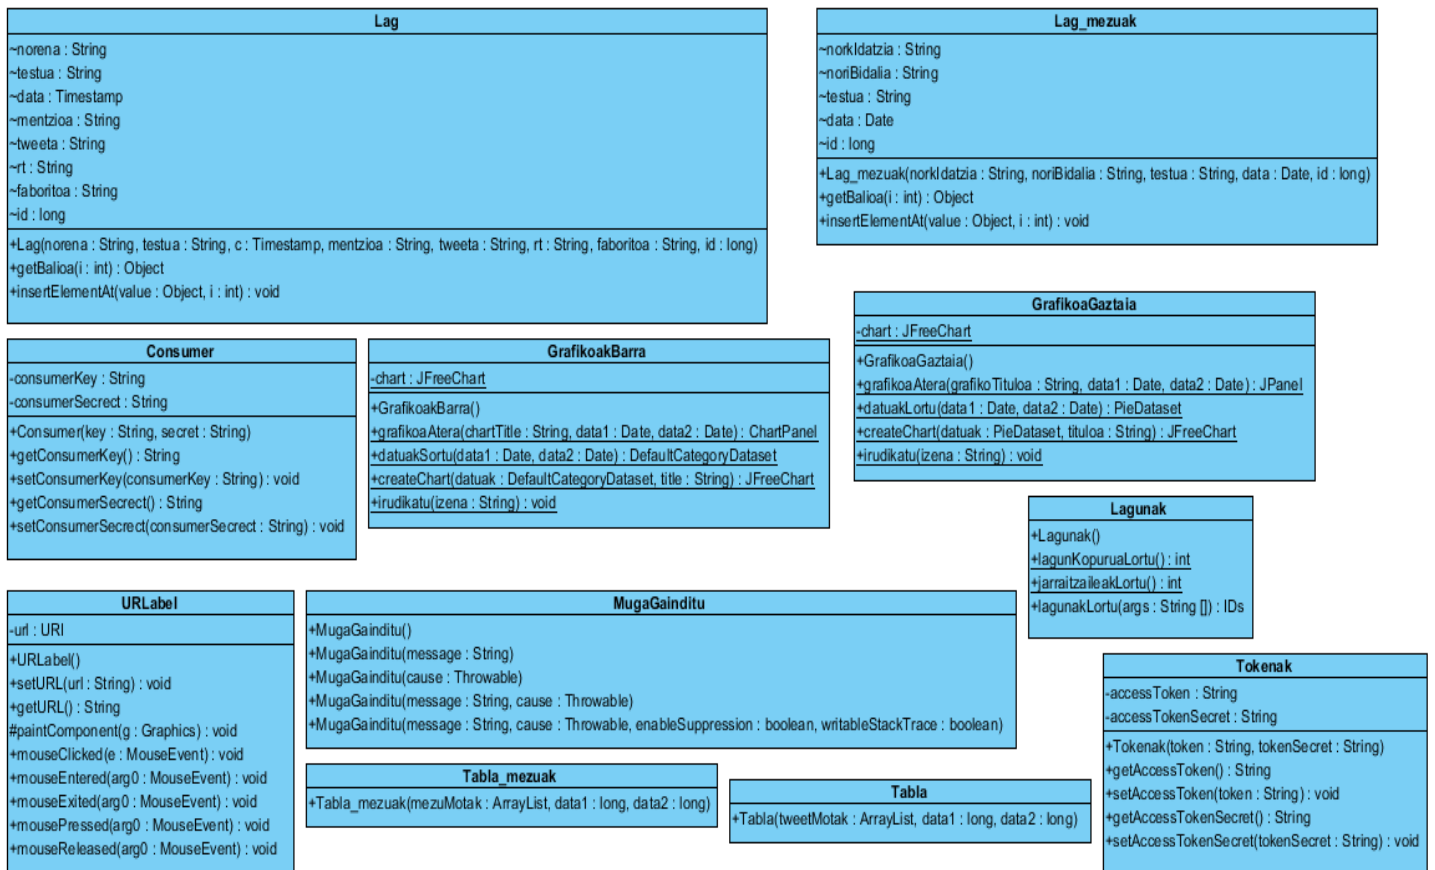 Lag
~norena : String
~testua : String
~data : Timestamp
~mentzioa : String
~tweeta : String
~rt : String
~faboritoa : String
~id : long
+Lag(norena : String, testua : String, c : Timestamp, mentzioa : String, tweeta : String, rt : String, faboritoa : String, id : long)
+getBalioa(i : int) : Object
+insertElementAt(value : Object, i : int) : void
Lag_mezuak
~norkIdatzia : String
~noriBidalia : String
~testua : String
~data : Date
~id : long
+Lag_mezuak(norkIdatzia : String, noriBidalia : String, testua : String, data : Date, id : long)
+getBalioa(i : int) : Object
+insertElementAt(value : Object, i : int) : void
GrafikoaGaztaia
-chart : JFreeChart
+GrafikoaGaztaia()
+grafikoaAtera(grafikoTituloa : String, data1 : Date, data2 : Date) : JPanel
+datuakLortu(data1 : Date, data2 : Date) : PieDataset
+createChart(datuak : PieDataset, tituloa : String) : JFreeChart
+irudikatu(izena : String) : void
Consumer
-consumerKey : String
-consumerSecrect : String
+Consumer(key : String, secret : String)
+getConsumerKey() : String
+setConsumerKey(consumerKey : String) : void
+getConsumerSecrect() : String
+setConsumerSecrect(consumerSecrect : String) : void
GrafikoakBarra
-chart : JFreeChart
+GrafikoakBarra()
+grafikoaAtera(chartTitle : String, data1 : Date, data2 : Date) : ChartPanel
+datuakSortu(data1 : Date, data2 : Date) : DefaultCategoryDataset
+createChart(datuak : DefaultCategoryDataset, title : String) : JFreeChart
+irudikatu(izena : String) : void
Lagunak
+Lagunak()
+lagunKopuruaLortu() : int
+jarraitzaileakLortu() : int
+lagunakLortu(args : String []) : IDs
URLabel
-url : URI
+URLabel()
+setURL(url : String) : void
+getURL() : String
#paintComponent(g : Graphics) : void
+mouseClicked(e : MouseEvent) : void
+mouseEntered(arg0 : MouseEvent) : void
+mouseExited(arg0 : MouseEvent) : void
+mousePressed(arg0 : MouseEvent) : void
+mouseReleased(arg0 : MouseEvent) : void
MugaGainditu
+MugaGainditu()
+MugaGainditu(message : String)
+MugaGainditu(cause : Throwable)
+MugaGainditu(message : String, cause : Throwable)
+MugaGainditu(message : String, cause : Throwable, enableSuppression : boolean, writableStackTrace : boolean)
Tabla_mezuak
+Tabla_mezuak(mezuMotak : ArrayList, data1 : long, data2 : long)
Tabla
+Tabla(tweetMotak : ArrayList, data1 : long, data2 : long)
Tokenak
-accessToken : String
-accessTokenSecret : String
+Tokenak(token : String, tokenSecret : String)
+getAccessToken() : String
+setAccessToken(token : String) : void
+getAccessTokenSecret() : String
+setAccessTokenSecret(tokenSecret : String) : void